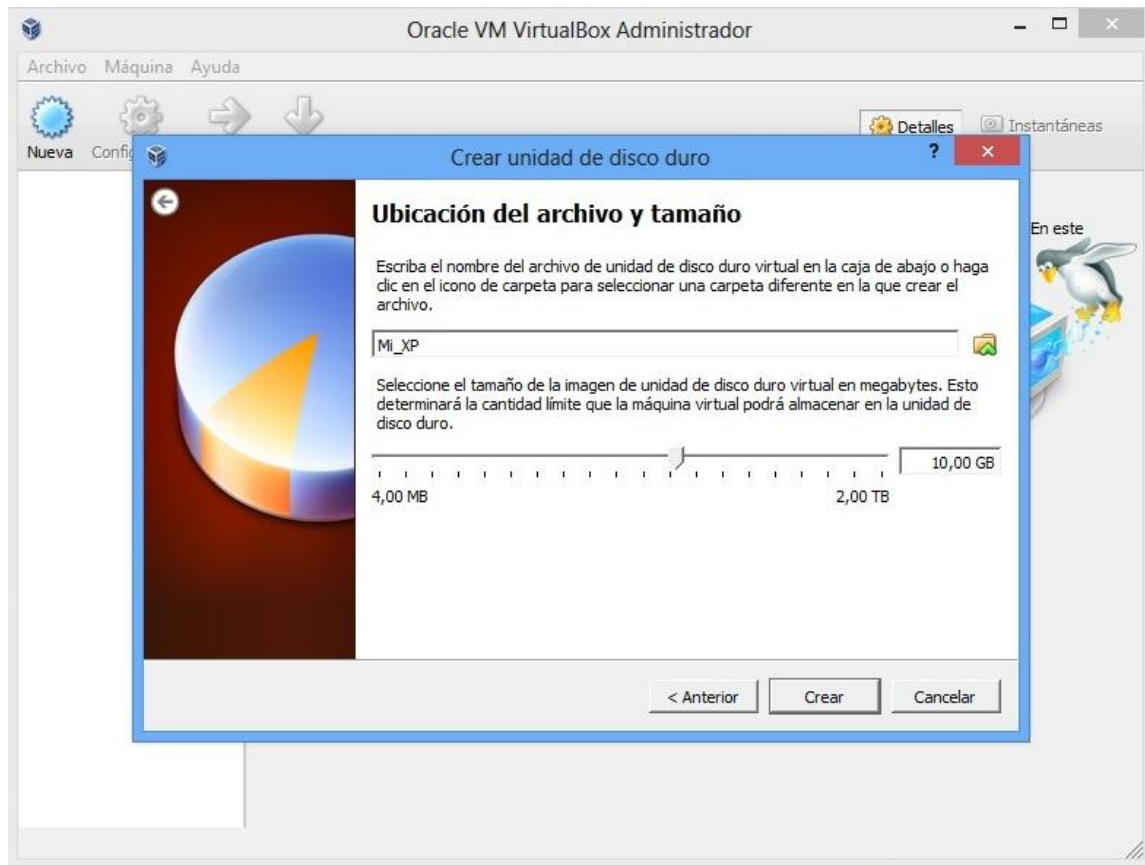 Oracle VM VirtualBox Administrador
Archivo Máquina Ayuda
Nueva
Detalles
Instantáneas
Crear unidad de disco duro
?
Ubicación del archivo y tamaño
En este
Escriba el nombre del archivo de unidad de disco duro virtual en la caja de abajo o haga
clic en el icono de carpeta para seleccionar una carpeta diferente en la que crear el
archivo.
Mi_XP
Seleccione el tamaño de la imagen de unidad de disco duro virtual en megabytes. Esto
determinará la cantidad límite que la máquina virtual podrá almacenar en la unidad de
disco duro.
10,00 GB
4,00 MB
2,00 TB
< Anterior
Crear
Cancelar